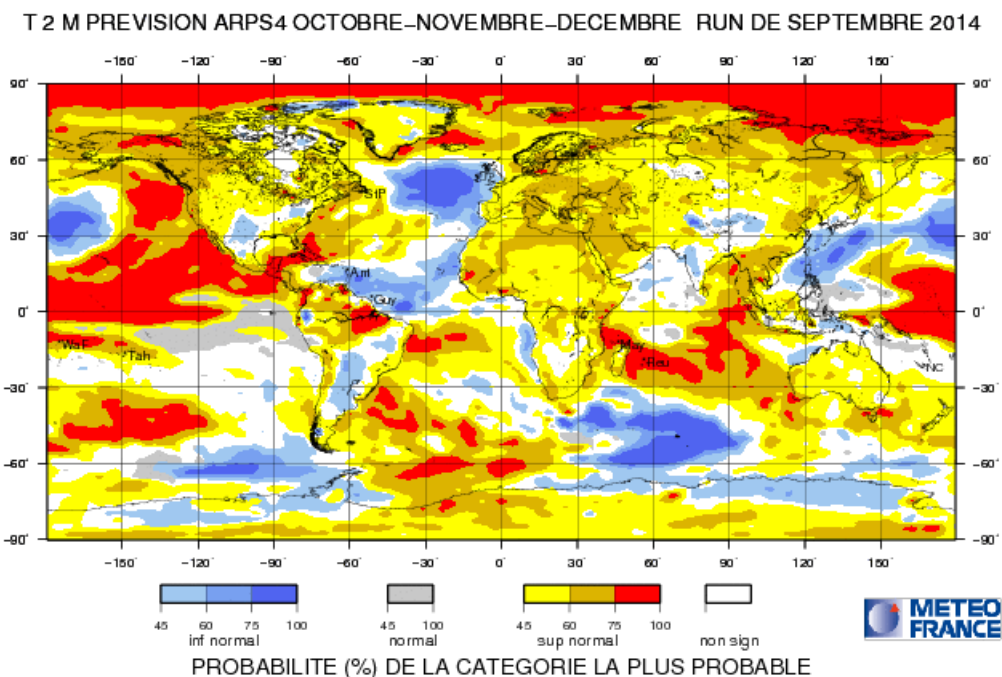 T 2 M PREVISION ARPS4 OCTOBRE–NOVEMBRE–DECEMBRE RUN DE SEPTEMBRE 2014
−150° −120° −90° −60° −30° 0° 30° 60° 90° 120° 150°
90° 90°
60° 60°
StP
30° 30°
Ant
Guy
0° 0°
WaF Tah May Reu NC
−30° −30°
−60° −60°
−90° −90°
−150° −120° −90° −60° −30° 0° 30° 60° 90° 120° 150°
45 60 75 100 45 100 45 60 75 100
inf normal normal sup normal non sign
METEO
FRANCE
PROBABILITE (%) DE LA CATEGORIE LA PLUS PROBABLE